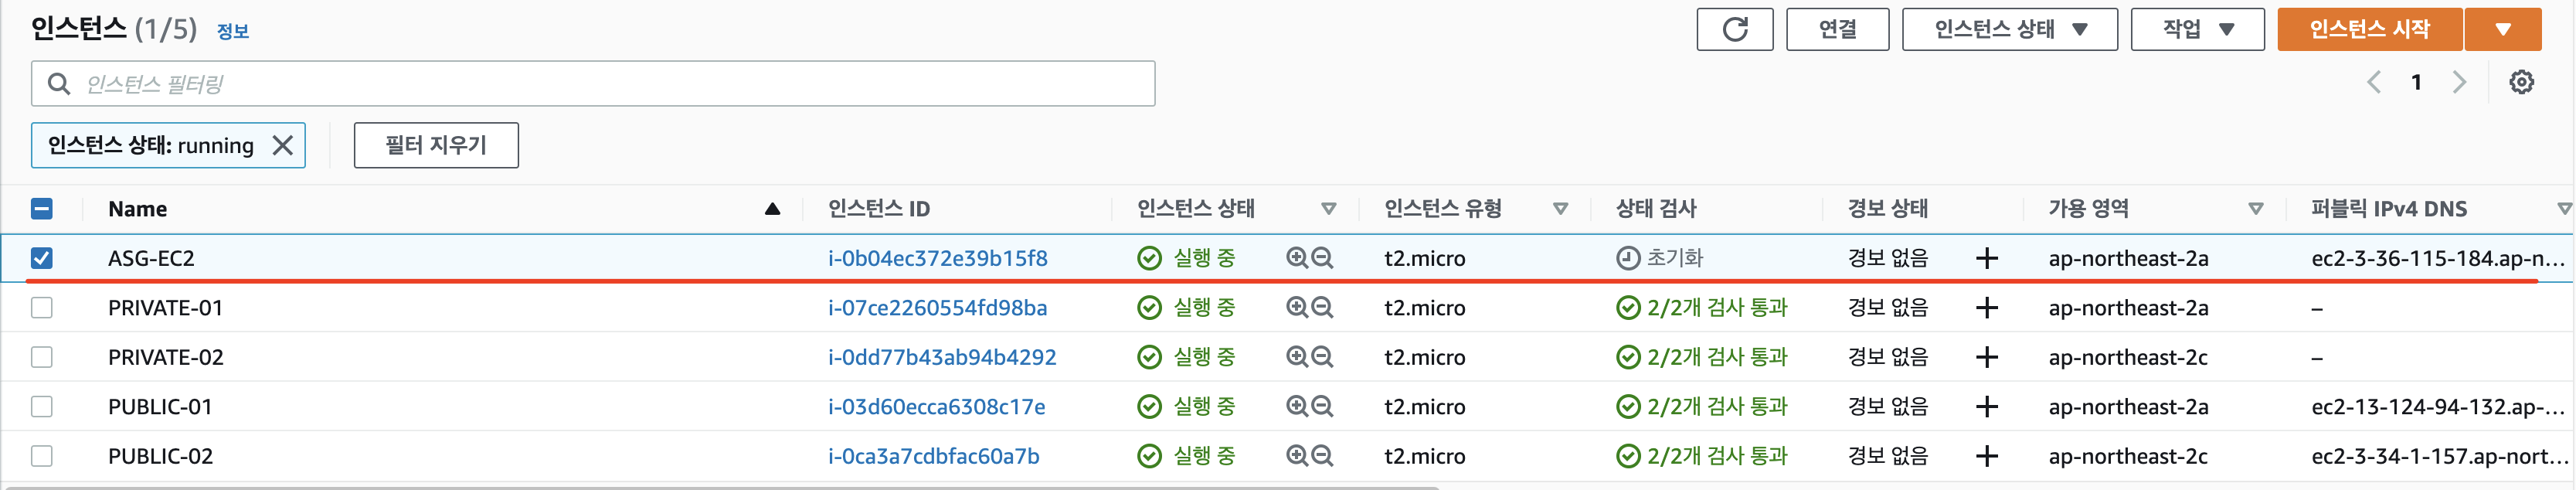 인스턴스 (1/5) 정보 연결 인스턴스 상태 작업 인스턴스 시작
인스턴스 필터링 1
인스턴스 상태: running 필터 지우기
Name 인스턴스 ID 인스턴스 상태 인스턴스 유형 상태 검사 경보 상태 가용 영역 퍼블릭 IPv4 DNS
ASG-EC2 i-0b04ec372e39b15f8 실행 중 t2.micro 초기화 경보 없음 + ap-northeast-2a ec2-3-36-115-184.ap-n...
PRIVATE-01 i-07ce2260554fd98ba 실행 중 t2.micro 2/2개 검사 통과 경보 없음 + ap-northeast-2a –
PRIVATE-02 i-0dd77b43ab94b4292 실행 중 t2.micro 2/2개 검사 통과 경보 없음 + ap-northeast-2c –
PUBLIC-01 i-03d60ecca6308c17e 실행 중 t2.micro 2/2개 검사 통과 경보 없음 + ap-northeast-2a ec2-13-124-94-132.ap-...
PUBLIC-02 i-0ca3a7cdbfac60a7b 실행 중 t2.micro 2/2개 검사 통과 경보 없음 + ap-northeast-2c ec2-3-34-1-157.ap-nort...